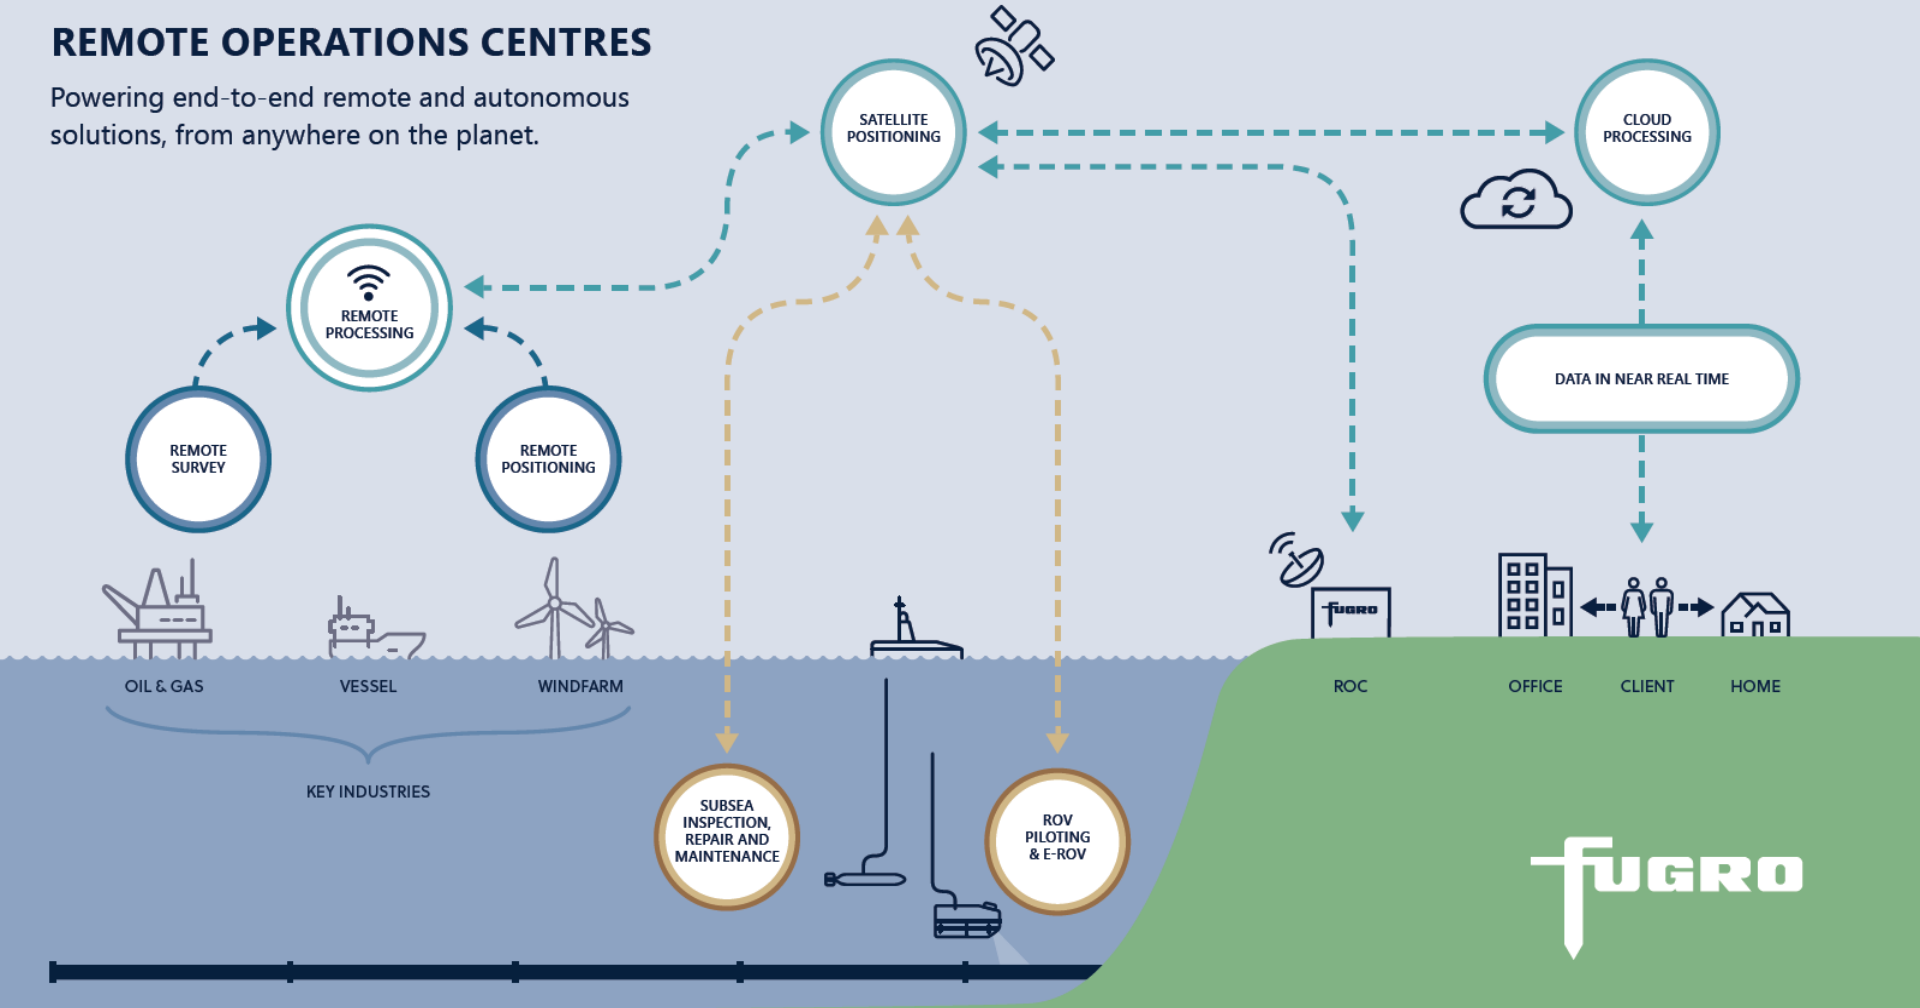 REMOTE OPERATIONS CENTRES
Powering end-to-end remote and autonomous
solutions, from anywhere on the planet.
SATELLITE
POSITIONING
CLOUD
PROCESSING
REMOTE
PROCESSING
DATA IN NEAR REAL TIME
REMOTE
SURVEY
REMOTE
POSITIONING
FUGRO
OIL & GAS
VESSEL
WINDFARM
ROC
OFFICE
CLIENT
HOME
KEY INDUSTRIES
SUBSEA
INSPECTION,
REPAIR AND
MAINTENANCE
ROV
PILOTING
& E-ROV
FUGRO